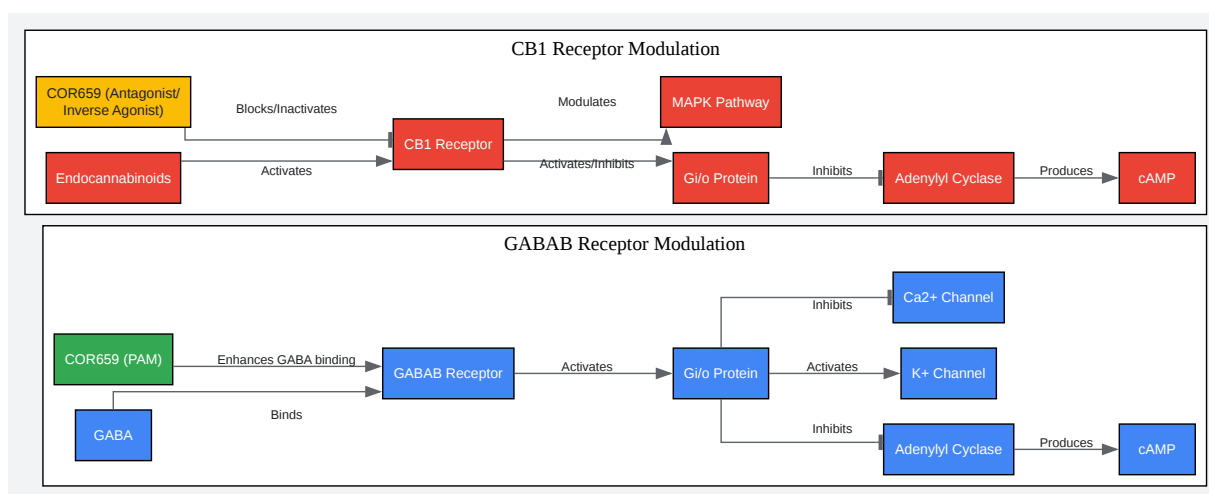 CB1 Receptor Modulation
COR659 (Antagonist/
Inverse Agonist)
Blocks/Inactivates
Modulates
MAPK Pathway
CB1 Receptor
Endocannabinoids
Activates
Activates/Inhibits
Gi/o Protein
Inhibits
Adenylyl Cyclase
Produces
cAMP
GABAB Receptor Modulation
Inhibits
Ca2+ Channel
COR659 (PAM)
Enhances GABA binding
GABAB Receptor
Activates
Gi/o Protein
Activates
K+ Channel
GABA
Binds
Inhibits
Adenylyl Cyclase
Produces
cAMP